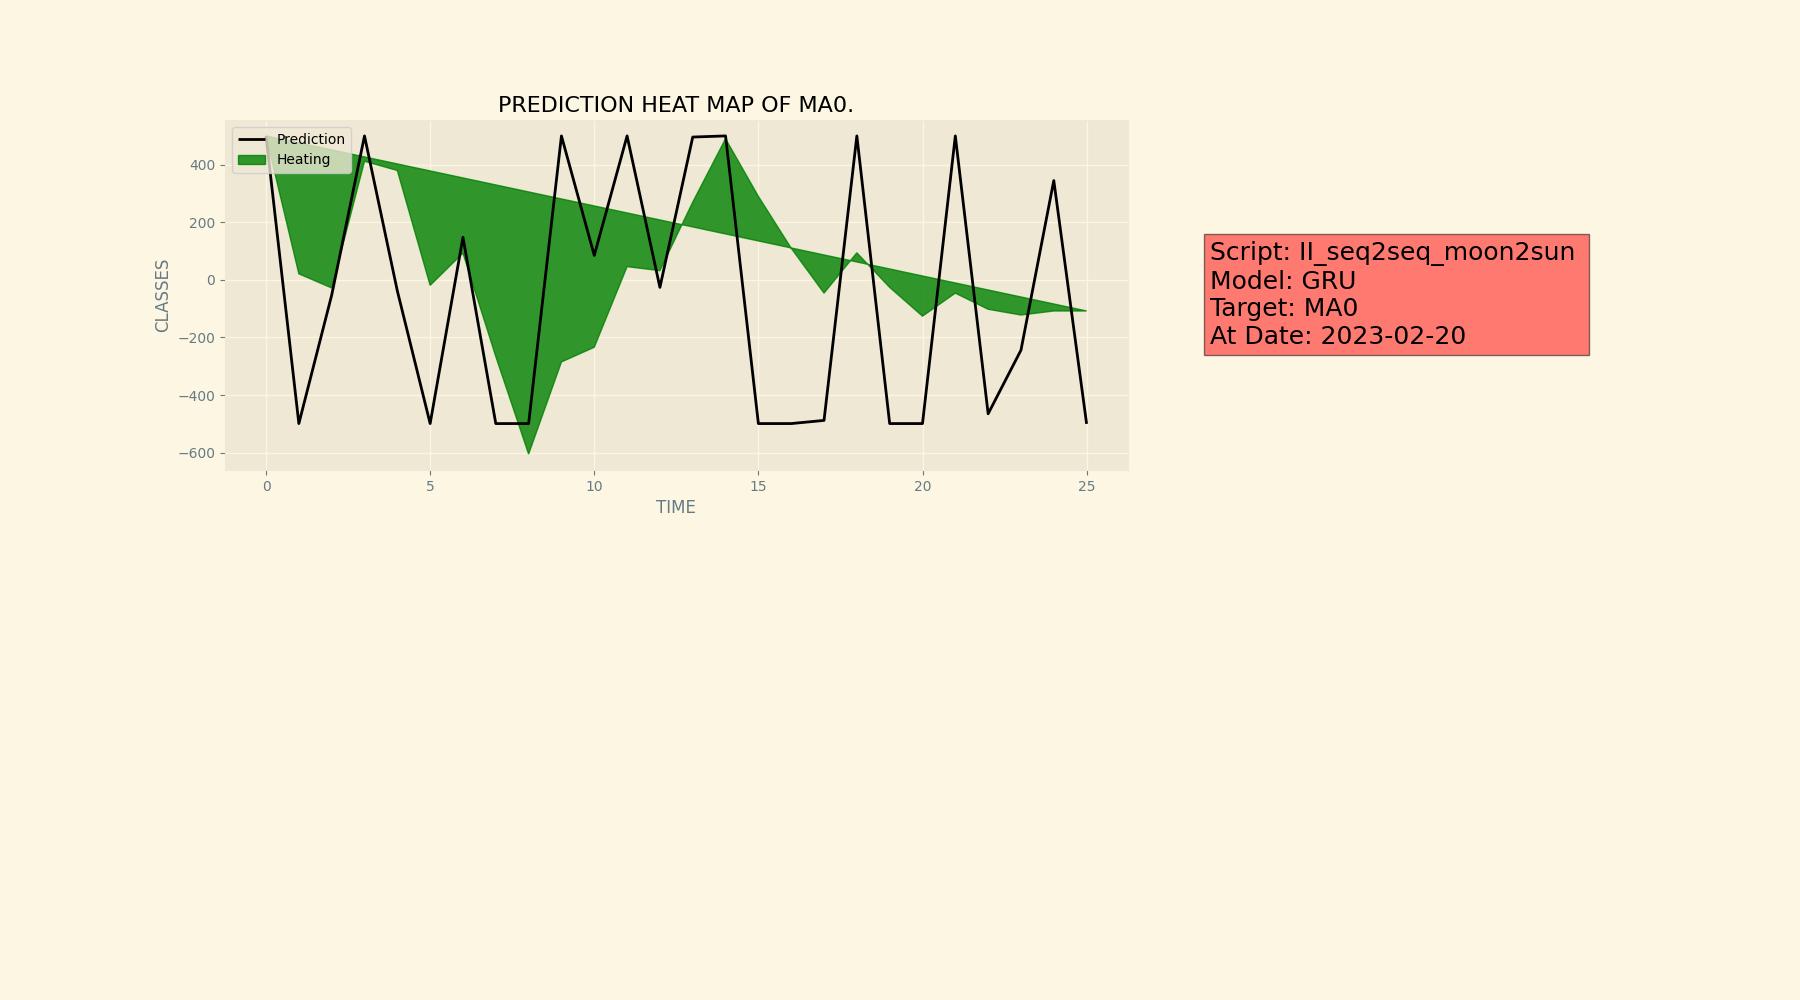 PREDICTION HEAT MAP OF MA0.
Prediction
Heating
400
200
0
−200
−400
−600
CLASSES
0 5 10 15 20 25
TIME
Script: II_seq2seq_moon2sun
Model: GRU
Target: MA0
At Date: 2023-02-20